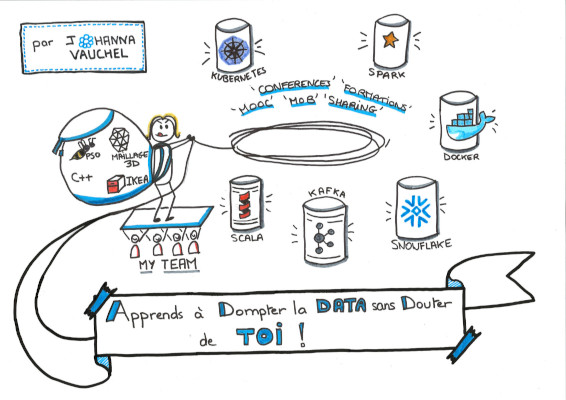 par JOHANNA
VAUCHEL
KUBERNETES
SPARK
CONFERENCES
FORMATIONS
MOOC
MOB
SHARING
DOCKER
PSO
MAILLAGE
3D
C++
IKEA
SCALA
KAFKA
SNOWFLAKE
MY TEAM
Apprends à Dompter la DATA sans Douter
de TOI !